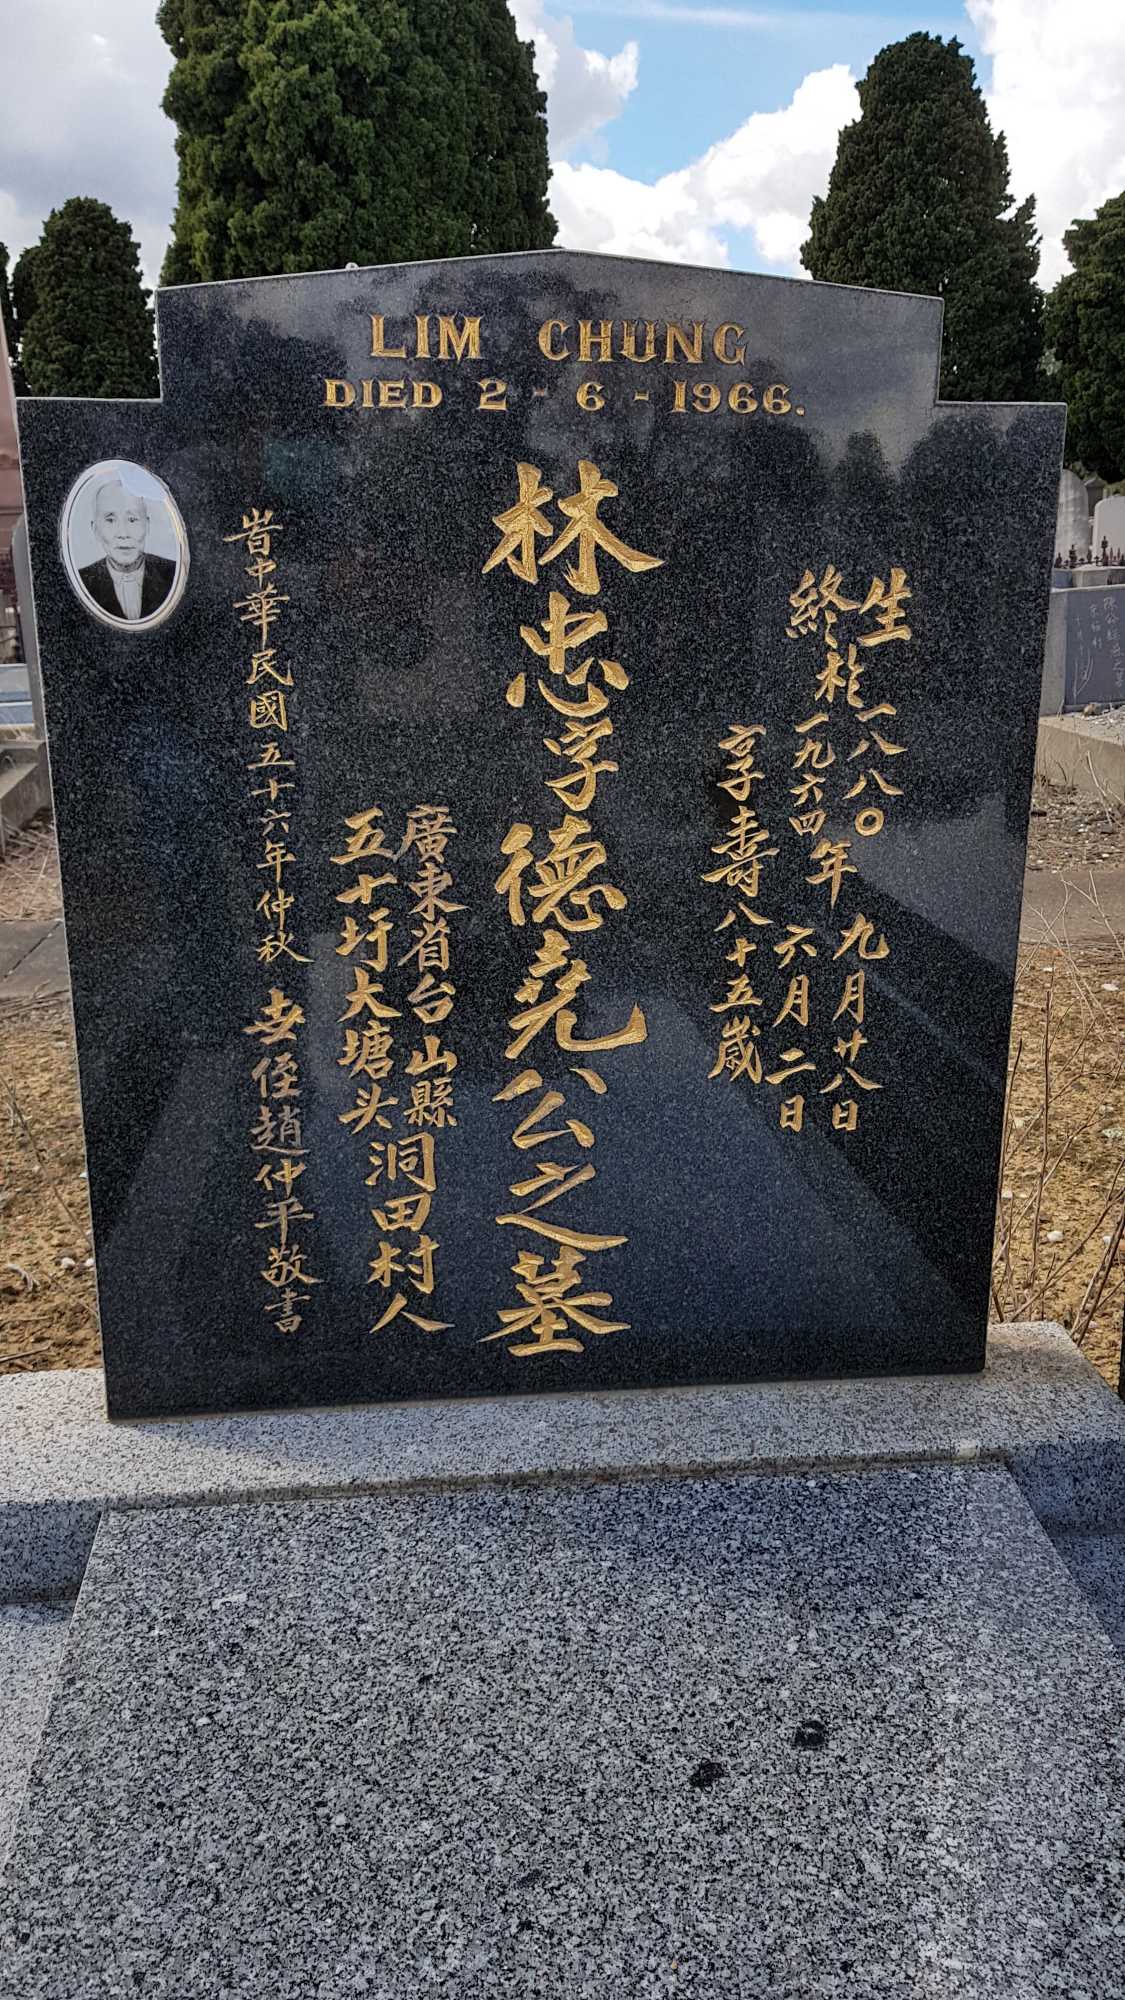 LIM CHUNG
DIED 2-6-1966.
生一八八〇九月廿八日
終於一九六四年六月二日
享壽八十五歲
林忠字德堯公之墓
廣東省台山縣
五十圩大塘头
洞田村人
旹中華民國五十六年仲秋 世侄趙仲平敬書